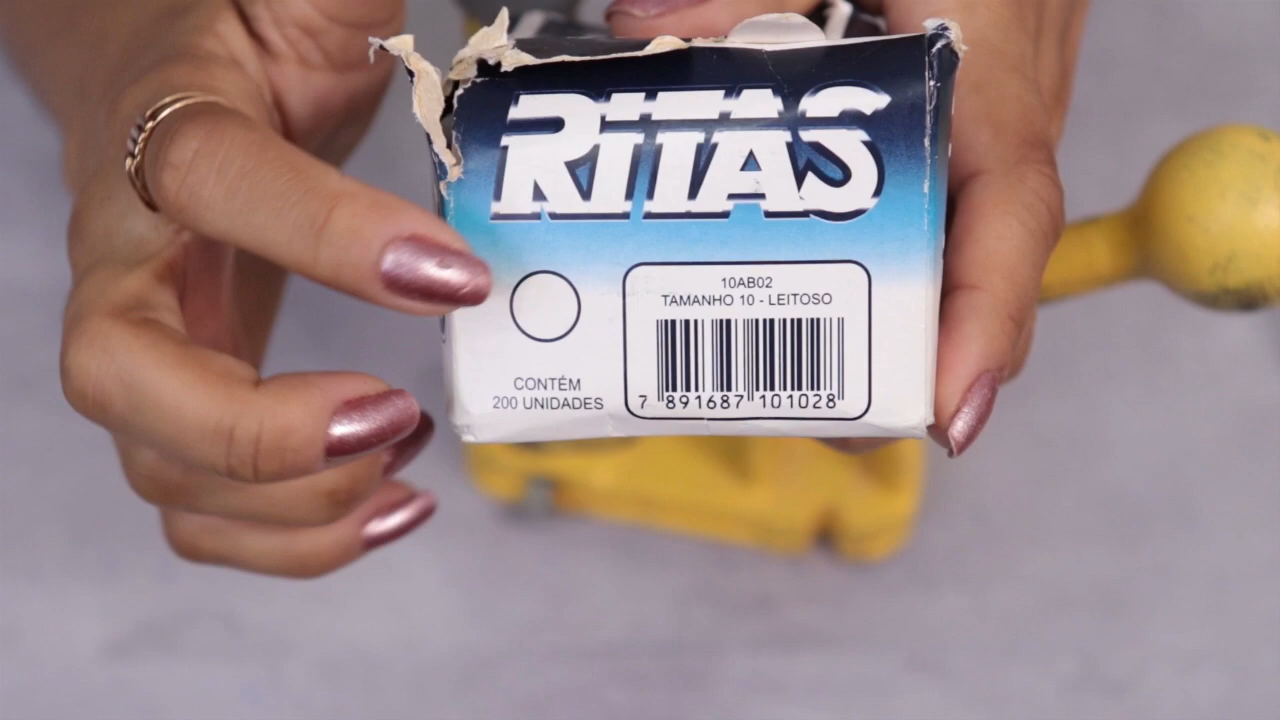 RITAS
10AB02
TAMANHO 10 - LEITOSO
7 891687 101028
CONTÉM
200 UNIDADES